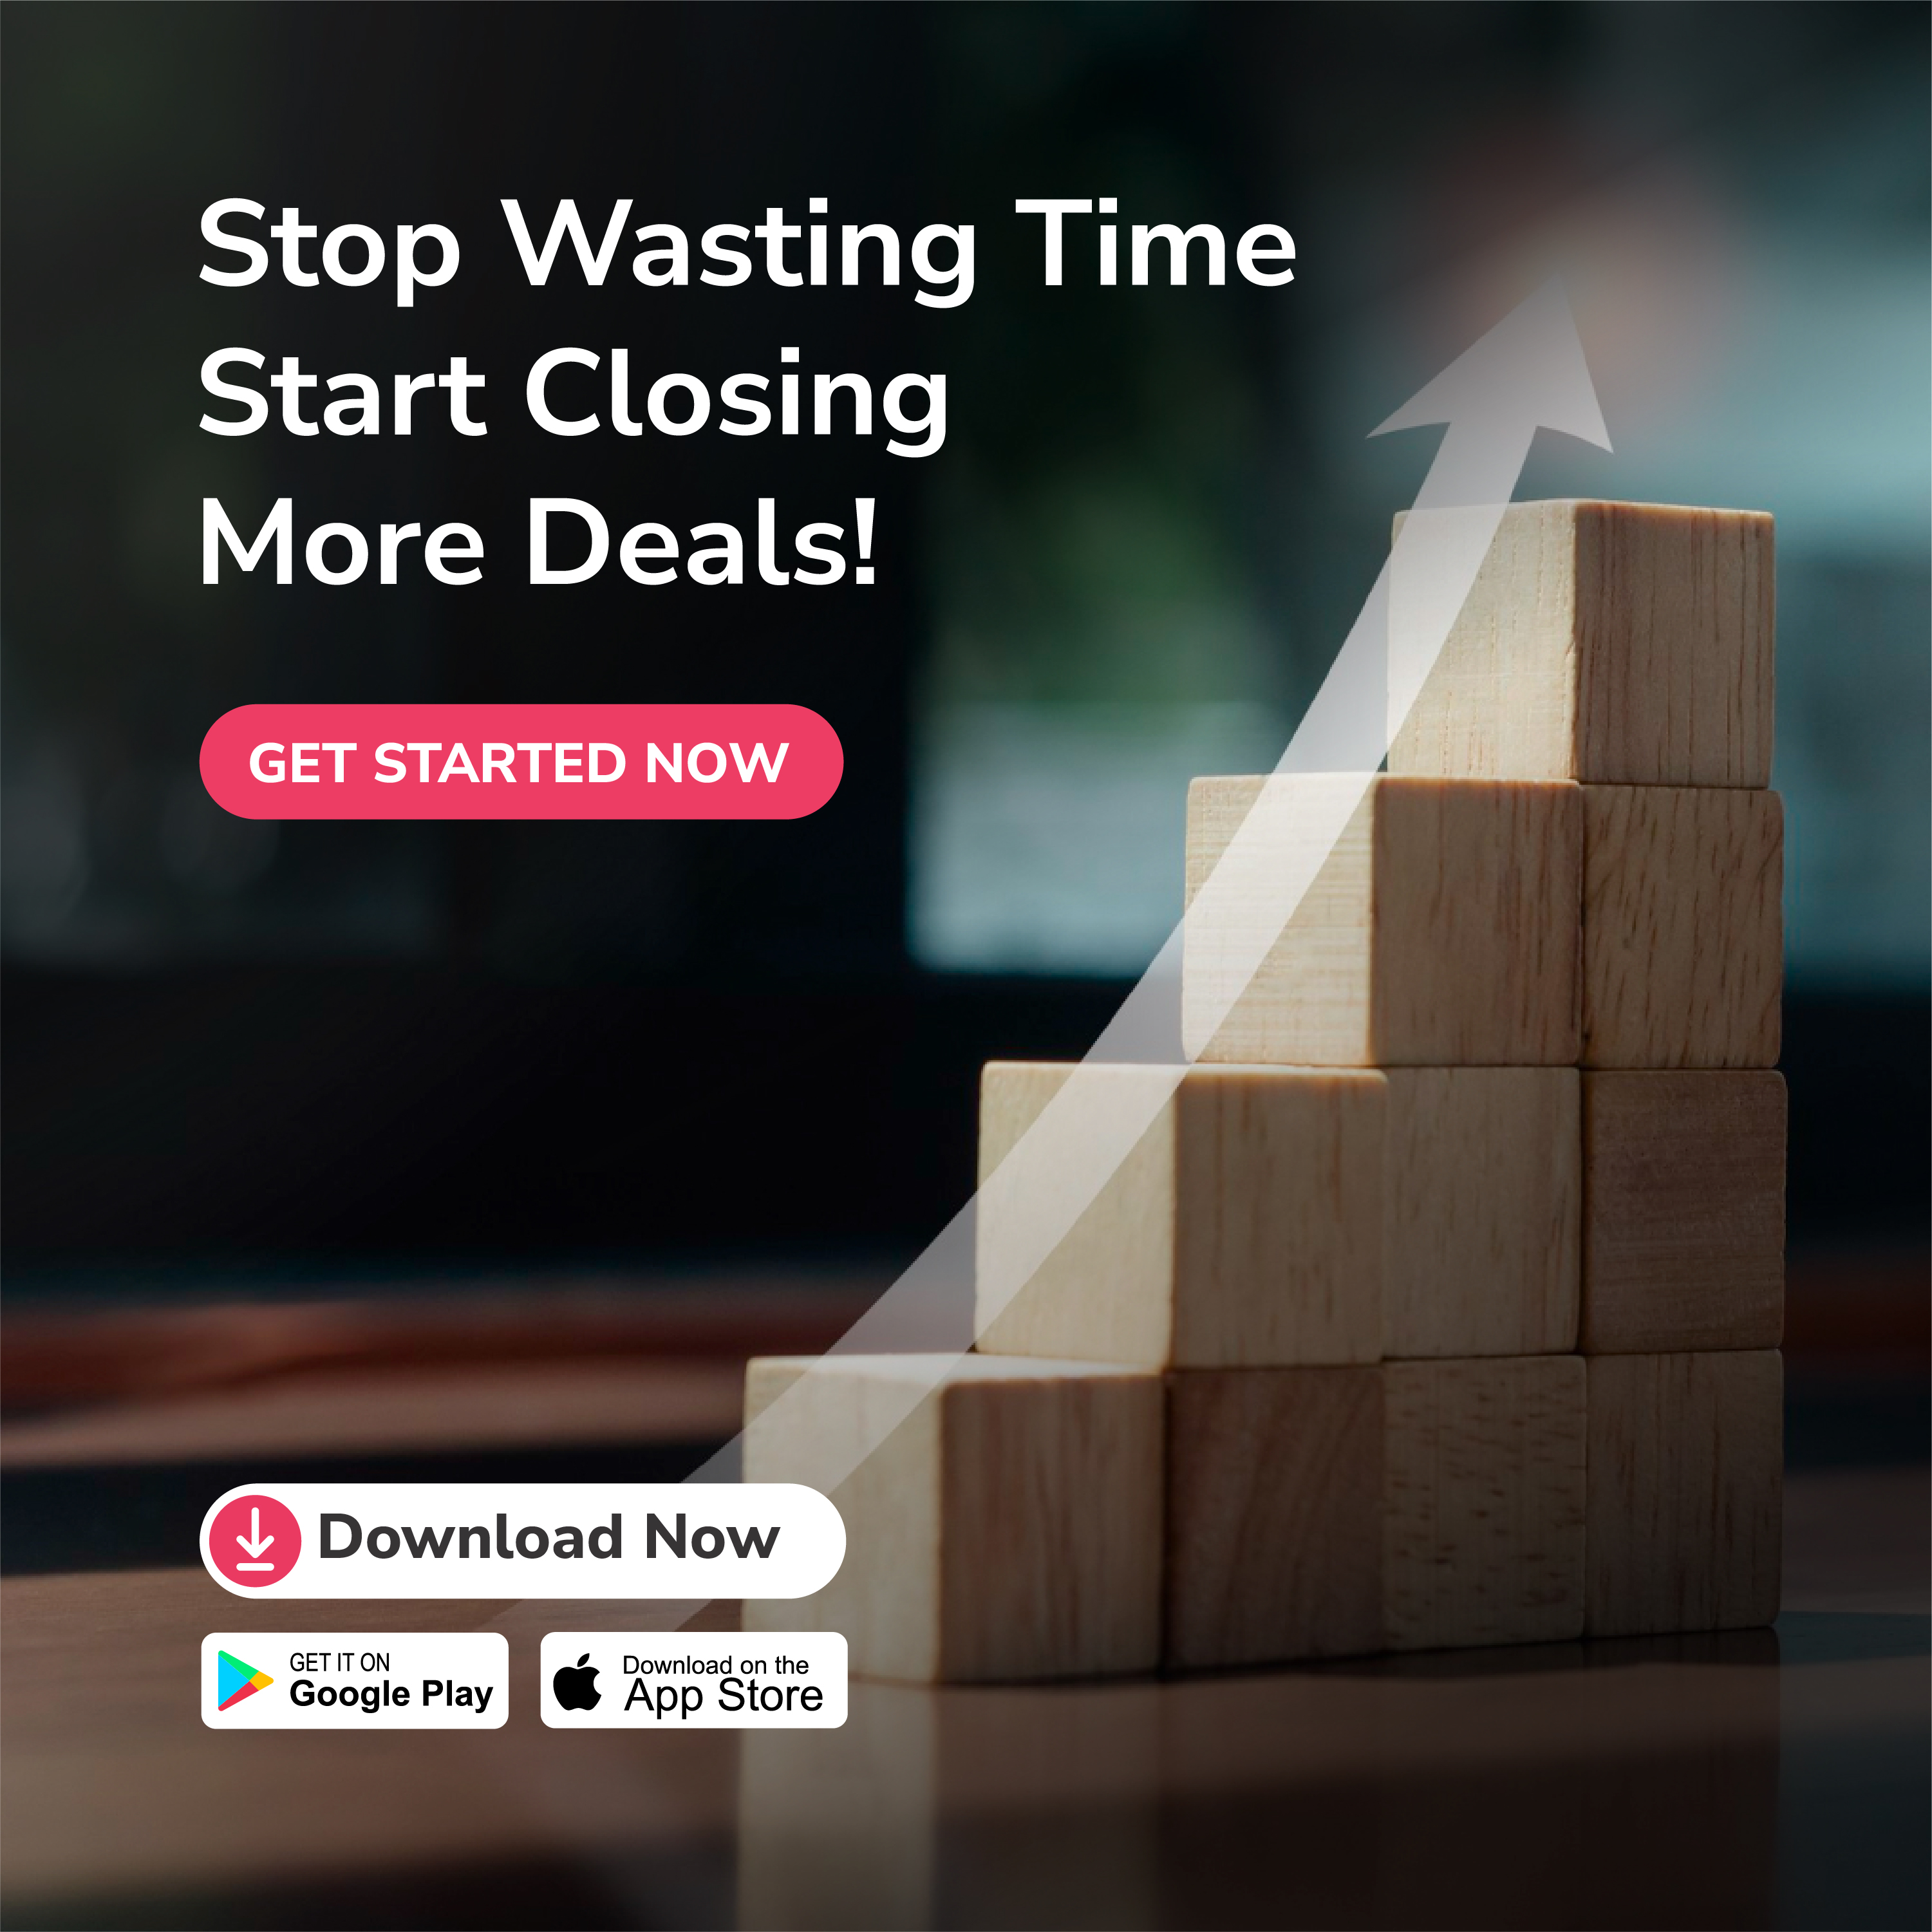 Stop Wasting Time
Start Closing
More Deals!
GET STARTED NOW
Download Now
GET IT ON
Google Play
Download on the
App Store